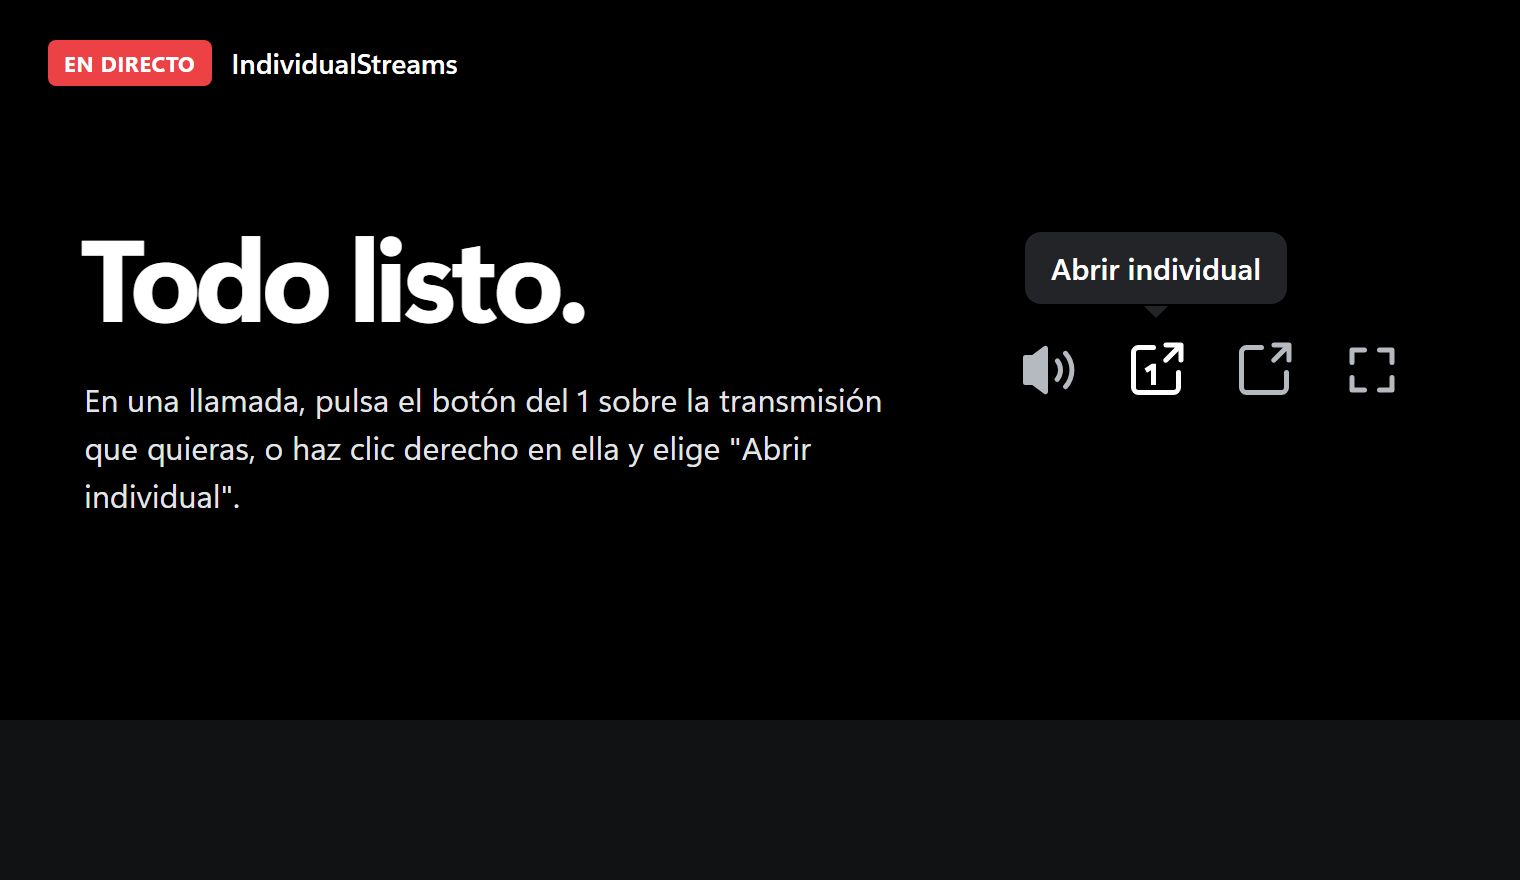 EN DIRECTO IndividualStreams
Todo listo.
Abrir individual
1
En una llamada, pulsa el botón del 1 sobre la transmisión
que quieras, o haz clic derecho en ella y elige "Abrir
individual".